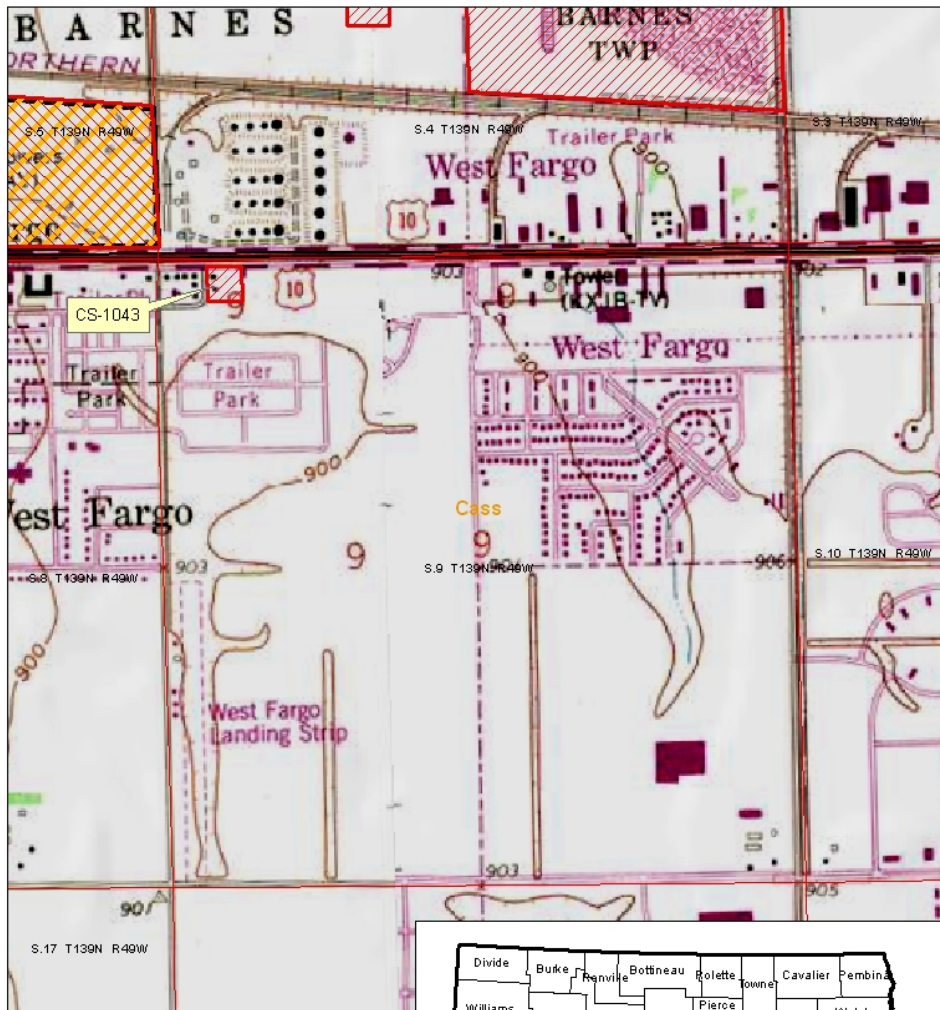 BARNES
BARNES
TWP
ORTHERN
S.5 T139N R49W
S.4 T139N R49W
S.3 T139N R49W
Trailer Park
900
West Fargo
10
903
902
Tower
(KXJB-TV)
10
9
9
CS-1043
West Fargo
900
Trailer
Park
Trailer
Park
900
est Fargo
Cass
9
9
903
906
S.8 T139N R49W
S.9 T139N R49W
S.10 T139N R49W
900
West Fargo
Landing Strip
903
905
901
S.17 T139N R49W
Divide
Burke
Renville
Bottineau
Rolette
Towne
Cavalier
Pembina
Williams
Pierce